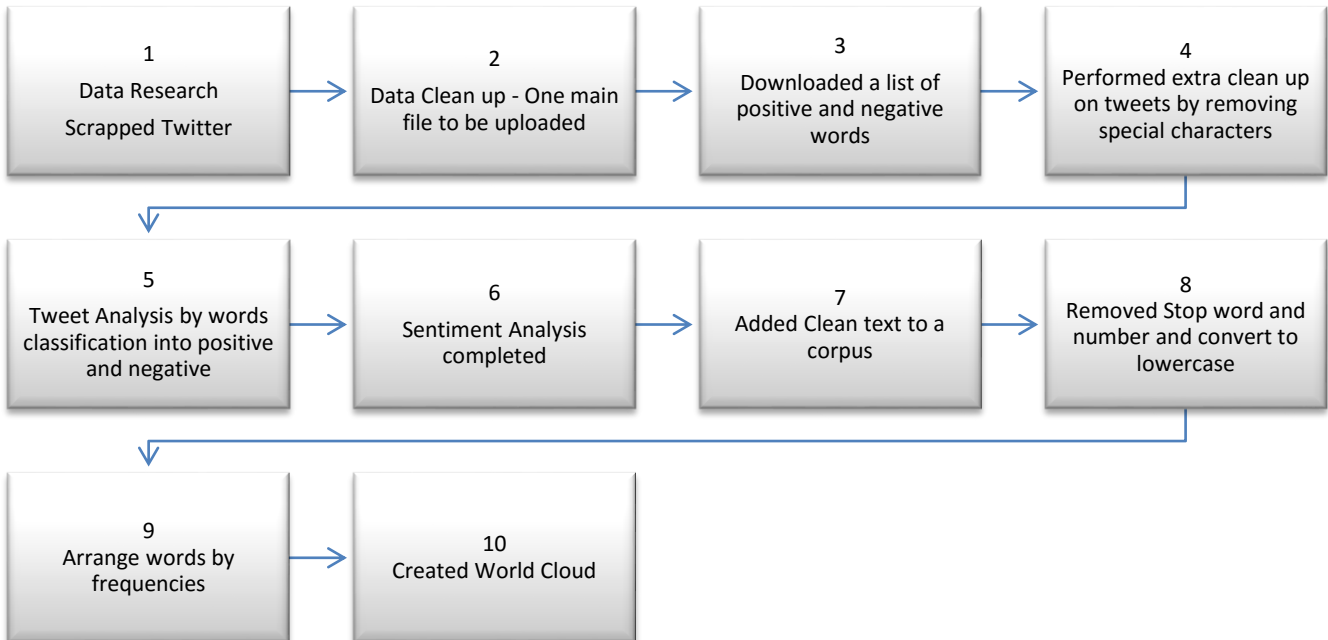 1
Data Research
Scrapped Twitter
2
Data Clean up - One main
file to be uploaded
3
Downloaded a list of
positive and negative
words
4
Performed extra clean up
on tweets by removing
special characters
5
Tweet Analysis by words
classification into positive
and negative
6
Sentiment Analysis
completed
7
Added Clean text to a
corpus
8
Removed Stop word and
number and convert to
lowercase
9
Arrange words by
frequencies
10
Created World Cloud